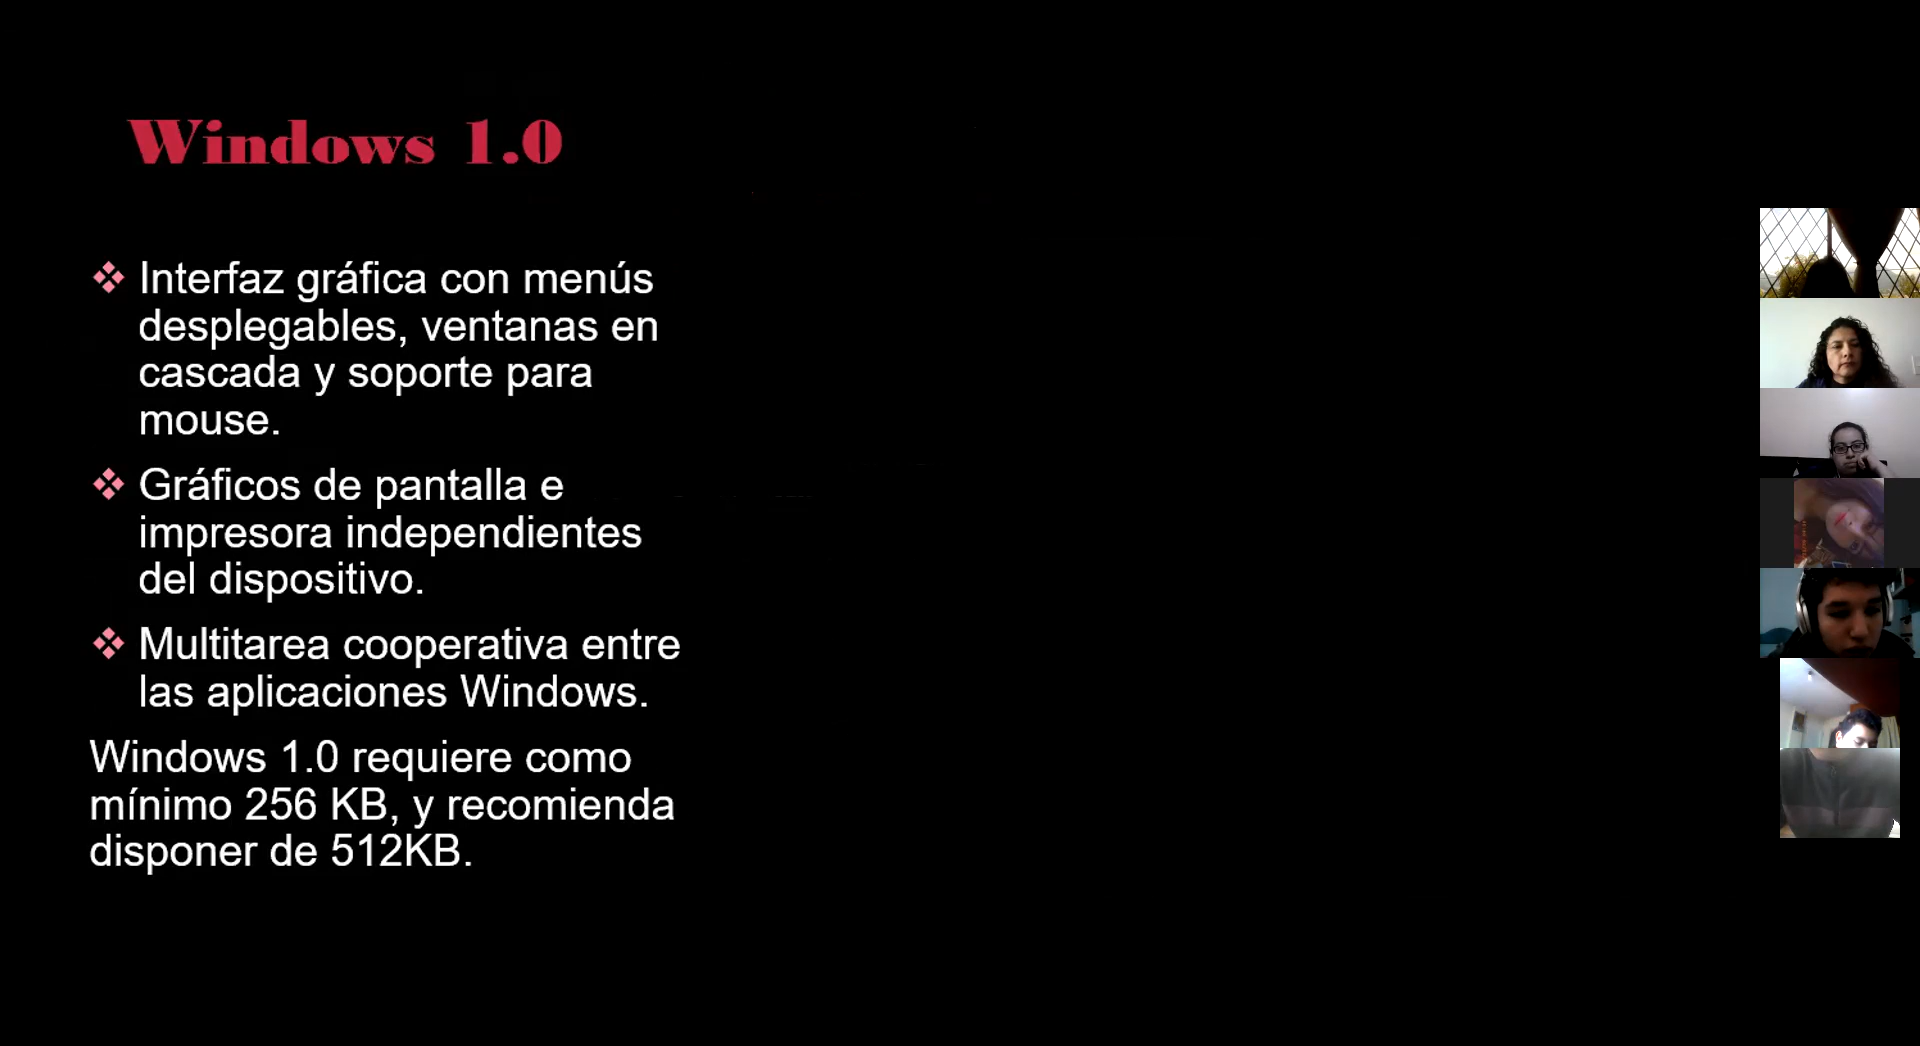 Windows 1.0
❖ Interfaz gráfica con menús
desplegables, ventanas en
cascada y soporte para
mouse.
❖ Gráficos de pantalla e
impresora independientes
del dispositivo.
❖ Multitarea cooperativa entre
las aplicaciones Windows.
Windows 1.0 requiere como
mínimo 256 KB, y recomienda
disponer de 512KB.